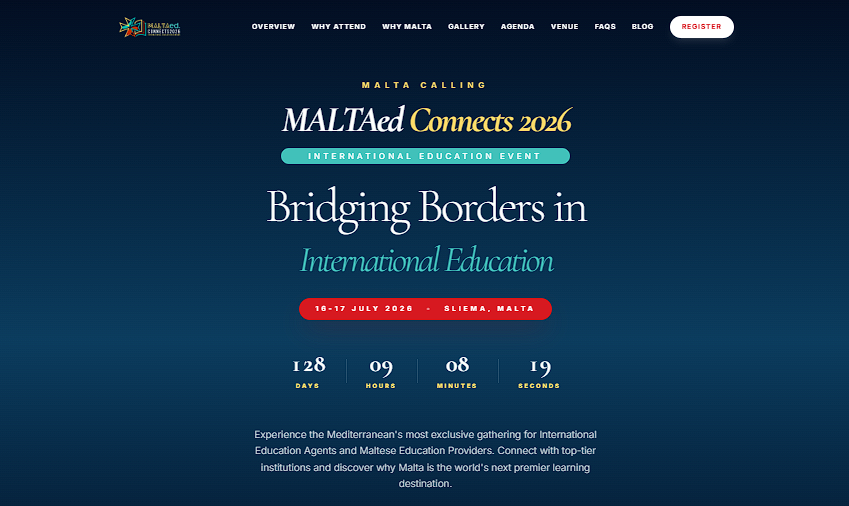 MALTAed.
CONNECTS2026
OVERVIEW WHY ATTEND WHY MALTA GALLERY AGENDA VENUE FAQS BLOG REGISTER
MALTA CALLING
MALTAed Connects 2026
INTERNATIONAL EDUCATION EVENT
Bridging Borders in
International Education
16-17 JULY 2026 - SLIEMA, MALTA
128 09 08 19
DAYS HOURS MINUTES SECONDS
Experience the Mediterranean's most exclusive gathering for International
Education Agents and Maltese Education Providers. Connect with top-tier
institutions and discover why Malta is the world's next premier learning
destination.